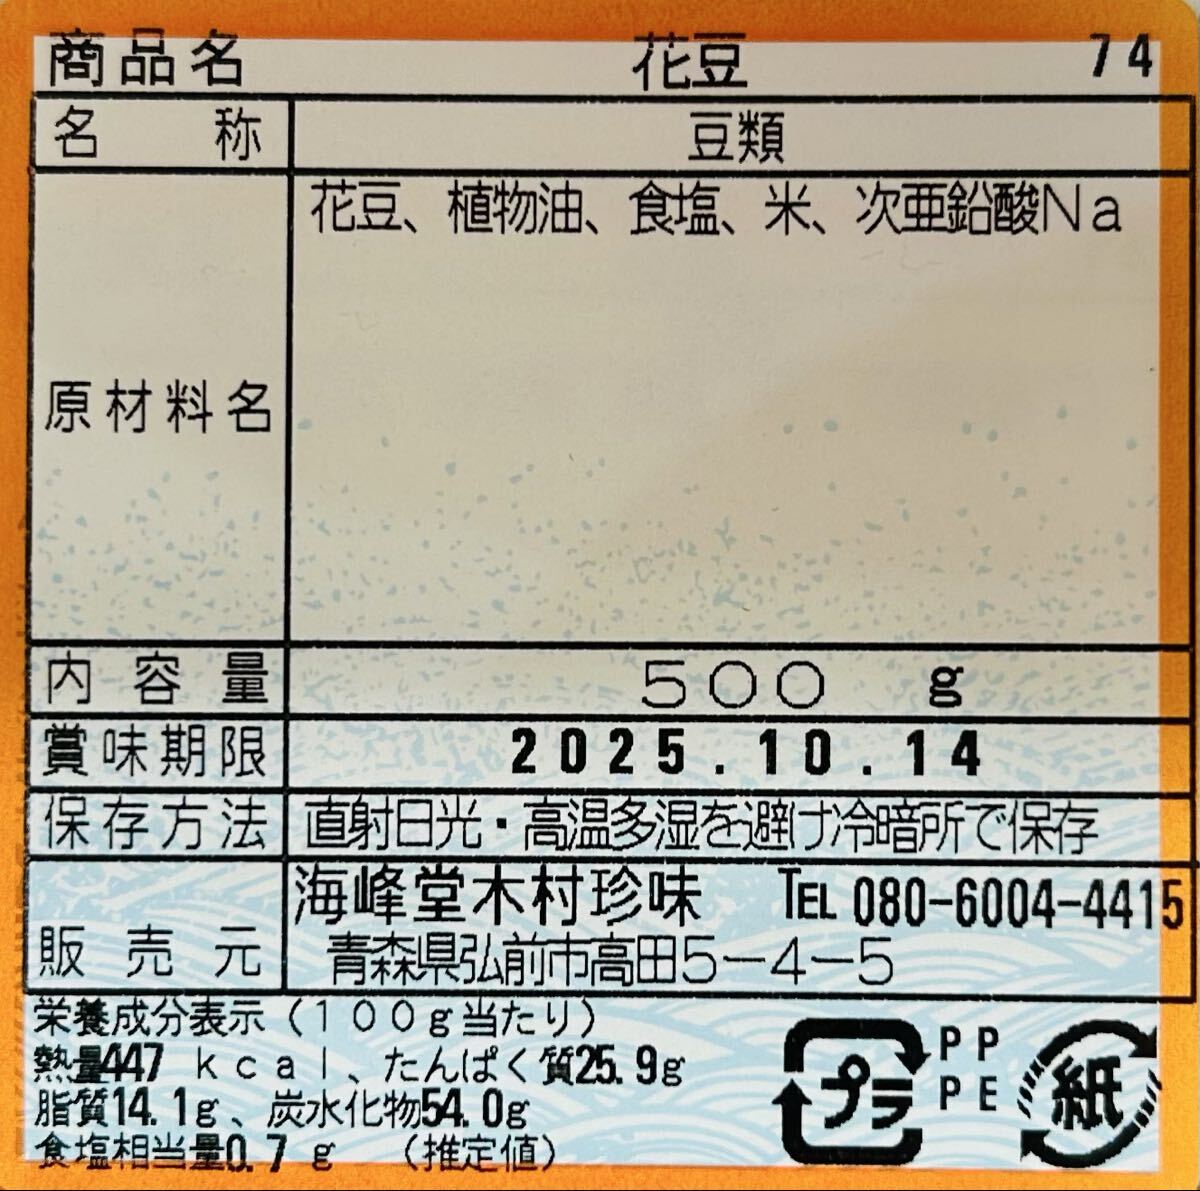 商品名 花豆 74
名称 豆類
原材料名 花豆、植物油、食塩、米、次亜鉛酸Na
内容量 500 g
賞味期限 2025.10.14
保存方法 直射日光・高温多湿を避け冷暗所で保存
販売元 海峰堂木村珍味 TEL 080-6004-4415
青森県弘前市高田5-4-5
栄養成分表示(100g当たり)
熱量447 kcal、たんぱく質25.9g
脂質14.1g、炭水化物54.0g
食塩相当量0.7g (推定値)
プラ PP PE 紙